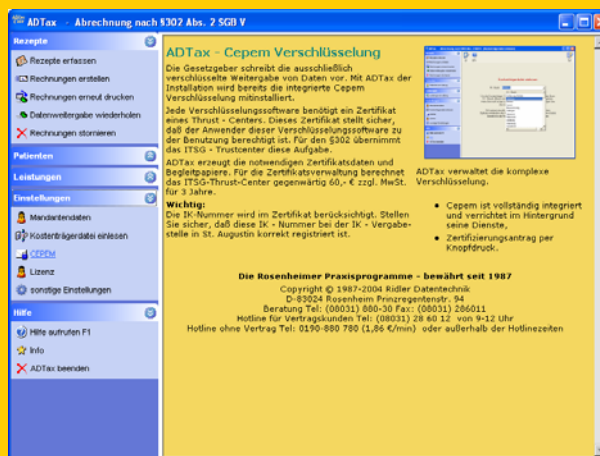 ADTax - Abrechnung nach §302 Abs. 2 SGB V
Rezepte
Rezepte erfassen
Rechnungen erstellen
Rechnungen erneut drucken
Datenweitergabe wiederholen
Rechnungen stornieren
Patienten
Leistungen
Einstellungen
Mandantendaten
Kostenträgerdatei einlesen
CEPEM
Lizenz
sonstige Einstellungen
Hilfe
Hilfe aufrufen F1
Info
ADTax beenden
ADTax - Cepem Verschlüsselung
Die Gesetzgeber schreibt die ausschließlich
verschlüsselte Weitergabe von Daten vor. Mit ADTax der
Installation wird bereits die integrierte Cepem
Verschlüsselung mitinstalliert.
Jede Verschlüsselungssoftware benötigt ein Zertifikat
eines Thrust - Centers. Dieses Zertifikat stellt sicher,
daß der Anwender dieser Verschlüsselungssoftware zu
der Benutzung berechtigt ist. Für den §302 übernimmt
das ITSG - Trustcenter diese Aufgabe.
ADTax erzeugt die notwendigen Zertifikatsdaten und
Begleitpapiere. Für die Zertifikatsverwaltung berechnet
das ITSG-Thrust-Center gegenwärtig 60,- € zzgl. MwSt.
für 3 Jahre.
Wichtig:
Die IK-Nummer wird im Zertifikat berücksichtigt. Stellen
Sie sicher, daß diese IK - Nummer bei der IK - Vergabe-
stelle in St. Augustin korrekt registriert ist.
ADTax verwaltet die komplexe
Verschlüsselung.
• Cepem ist vollständig integriert
und verrichtet im Hintergrund
seine Dienste,
• Zertifizierungsantrag per
Knopfdruck.
Die Rosenheimer Praxisprogramme - bewährt seit 1987
Copyright © 1987-2004 Ridler Datentechnik
D-83024 Rosenheim Prinzregentenstr. 94
Beratung Tel: (08031) 880-30 Fax: (08031) 286011
Hotline für Vertragskunden Tel: (08031) 28 60 12 von 9-12 Uhr
Hotline ohne Vertrag Tel: 0190-880 780 (1,86 €/min) oder außerhalb der Hotlinezeiten